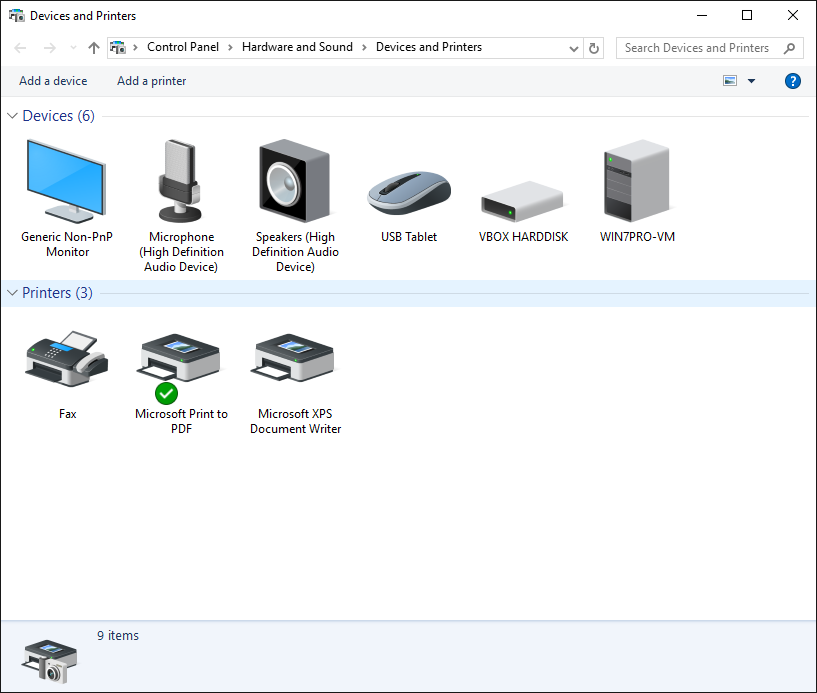 Devices and Printers
Control Panel > Hardware and Sound > Devices and Printers
Search Devices and Printers
Add a device
Add a printer
?
Devices (6)
Generic Non-PnP
Monitor
Microphone
(High Definition
Audio Device)
Speakers (High
Definition Audio
Device)
USB Tablet
VBOX HARDDISK
WIN7PRO-VM
Printers (3)
Fax
Microsoft Print to
PDF
Microsoft XPS
Document Writer
9 items